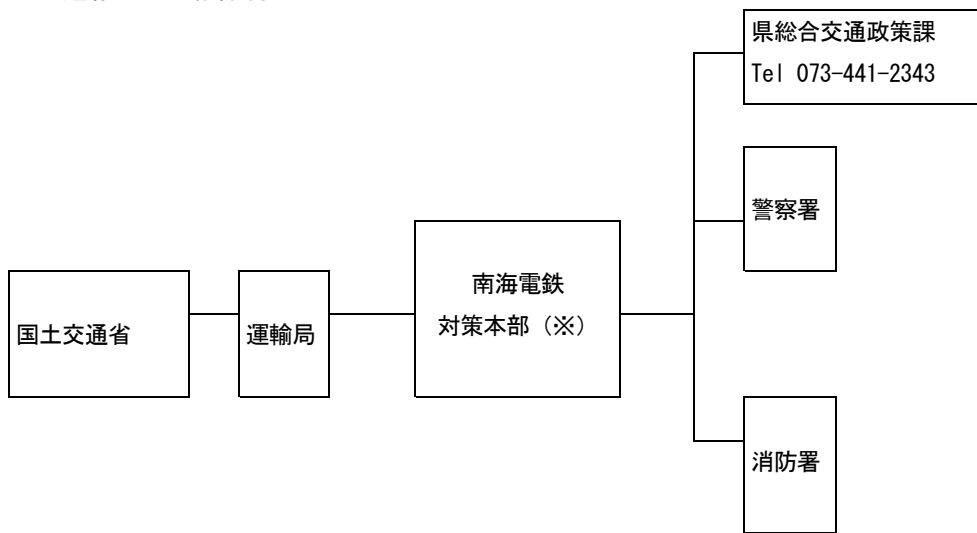 県総合交通政策課
Tel 073-441-2343
警察署
南海電鉄
対策本部（※）
国土交通省
運輸局
消防署